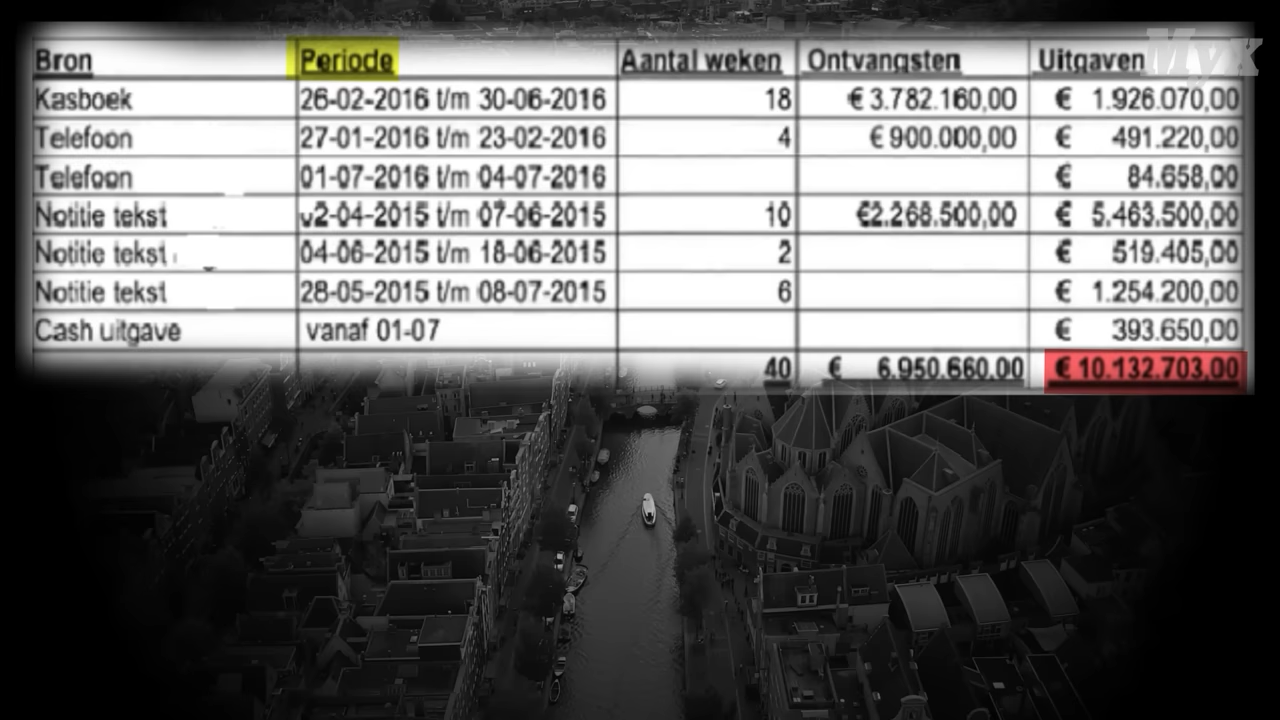 Myx
Bron Periode Aantal weken Ontvangsten Uitgaven
Kasboek 26-02-2016 t/m 30-06-2016 18 € 3.782.160,00 € 1.926.070,00
Telefoon 27-01-2016 t/m 23-02-2016 4 € 900.000,00 € 491.220,00
Telefoon 01-07-2016 t/m 04-07-2016 € 84.658,00
Notitie tekst 2-04-2015 t/m 07-06-2015 10 €2.268.500,00 € 5.463.500,00
Notitie tekst 04-06-2015 t/m 18-06-2015 2 € 519.405,00
Notitie tekst 28-05-2015 t/m 08-07-2015 6 € 1.254.200,00
Cash uitgave vanaf 01-07 € 393.650,00
40 € 6.950.660,00 € 10.132.703,00